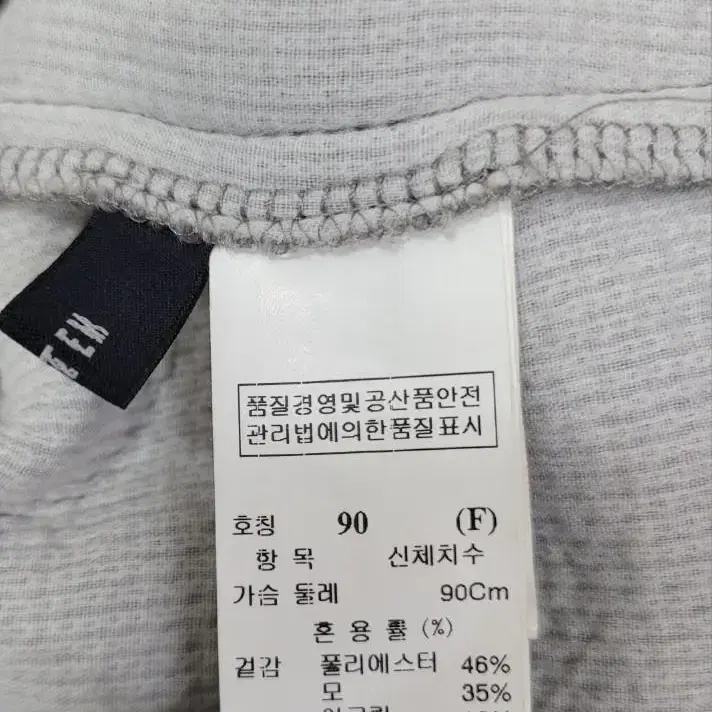 품질경영및공산품안전
관리법에의한품질표시
호칭 90 (F)
항 목 신체치수
가슴 둘레 90Cm
혼 용 률 (%)
겉감 폴리에스터 46%
모 35%